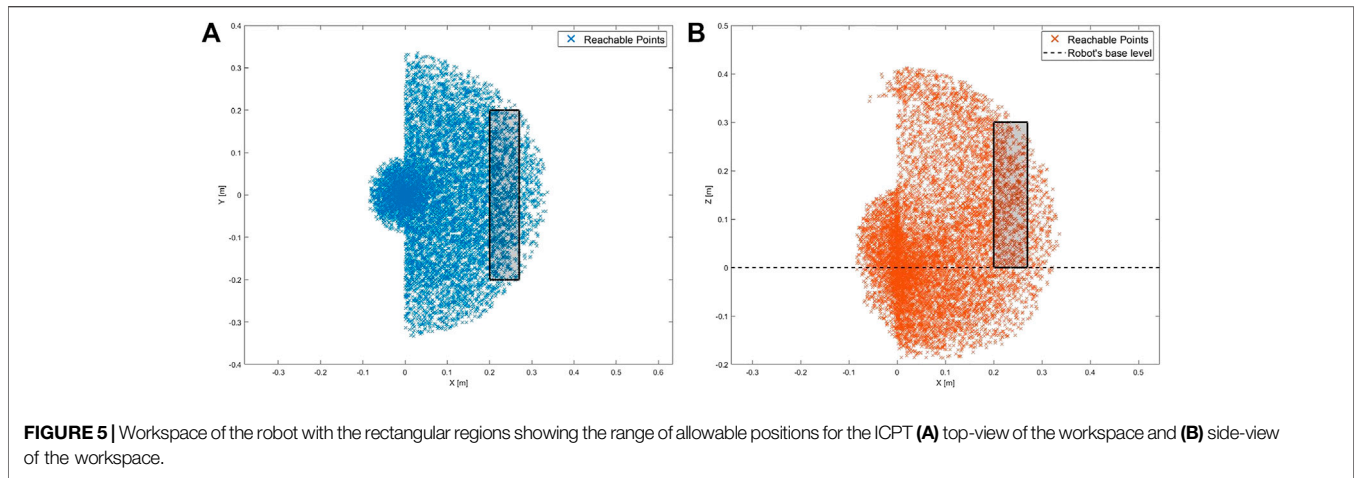 A
Reachable Points
0.4
0.3
0.2
0.1
0
-0.1
-0.2
-0.3
-0.4
Y [m]
-0.3 -0.2 -0.1 0 0.1 0.2 0.3 0.4 0.5 0.6
X [m]
B
Reachable Points
Robot's base level
0.5
0.4
0.3
0.2
0.1
0
-0.1
-0.2
Z [m]
-0.3 -0.2 -0.1 0 0.1 0.2 0.3 0.4 0.5
X [m]
FIGURE 5 | Workspace of the robot with the rectangular regions showing the range of allowable positions for the ICPT (A) top-view of the workspace and (B) side-view
of the workspace.